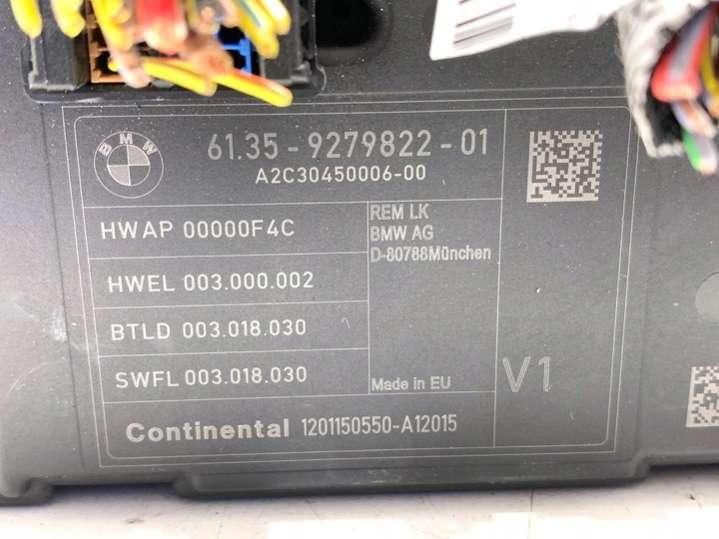 BMW
61.35 - 9279822 - 01
A2C30450006-00
HWAP 00000F4C
HWEL 003.000.002
BTLD 003.018.030
SWFL 003.018.030
REM LK
BMW AG
D-80788München
Made in EU
V1
Continental 1201150550-A12015